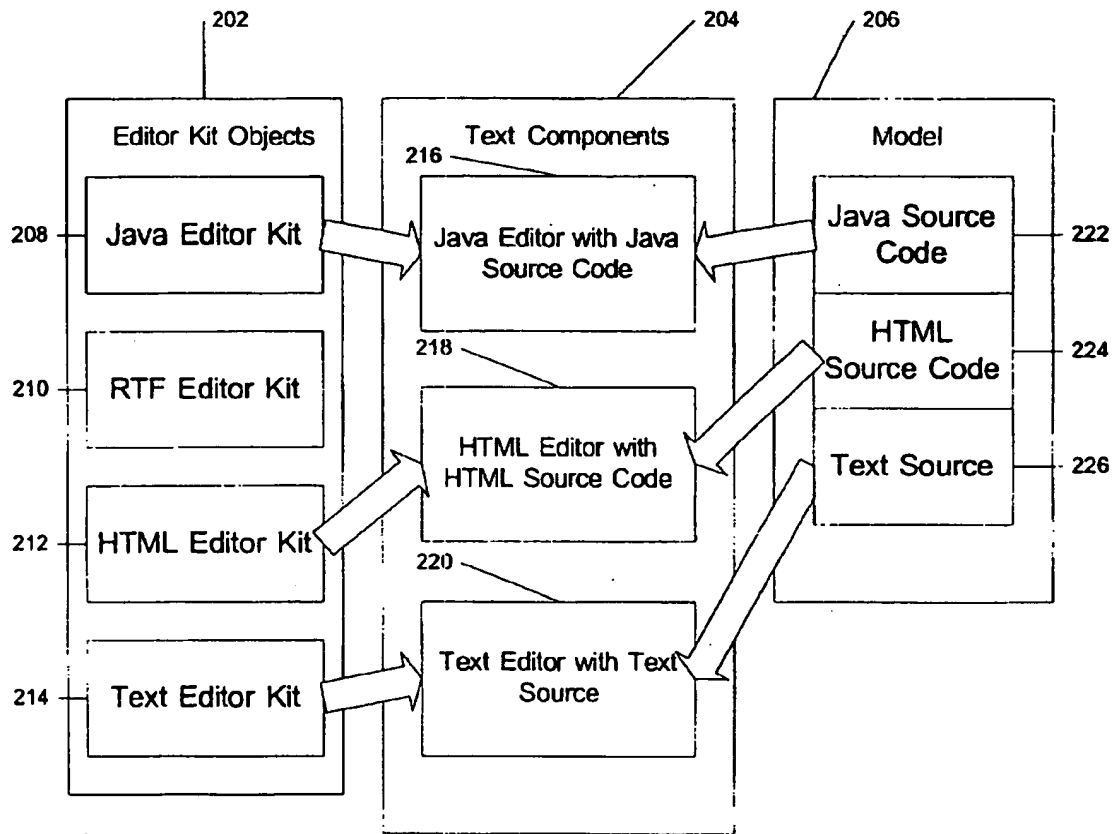 202
204
206
Editor Kit Objects
Text Components
Model
216
208
Java Editor Kit
Java Editor with Java
Source Code
Java Source
Code
222
218
HTML
Source Code
224
210
RTF Editor Kit
HTML Editor with
HTML Source Code
Text Source
226
212
HTML Editor Kit
220
214
Text Editor Kit
Text Editor with Text
Source